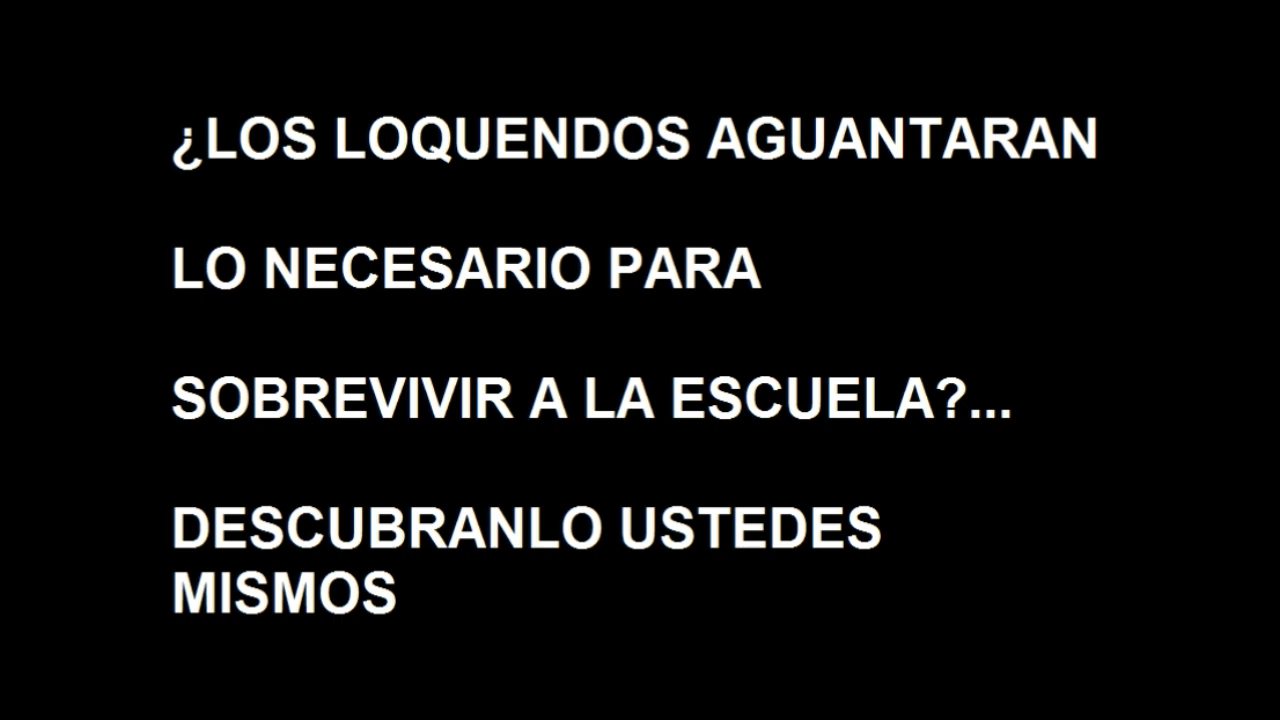 ¿LOS LOQUENDOS AGUANTARAN
LO NECESARIO PARA
SOBREVIVIR A LA ESCUELA?...
DESCUBRANLO USTEDES
MISMOS